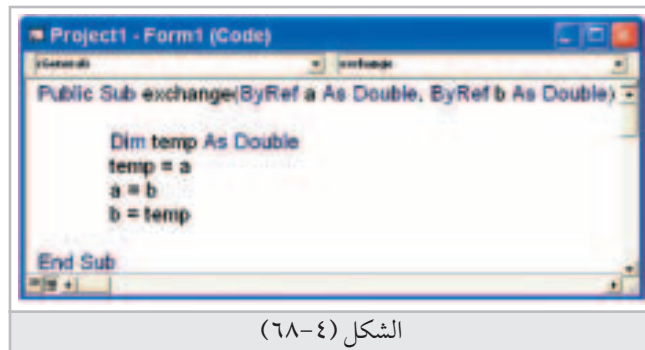 Project1 - Form1 (Code)
(General) exchange
Public Sub exchange(ByRef a As Double, ByRef b As Double)
Dim temp As Double
temp = a
a = b
b = temp
End Sub
الشكل (٤-٦٨)